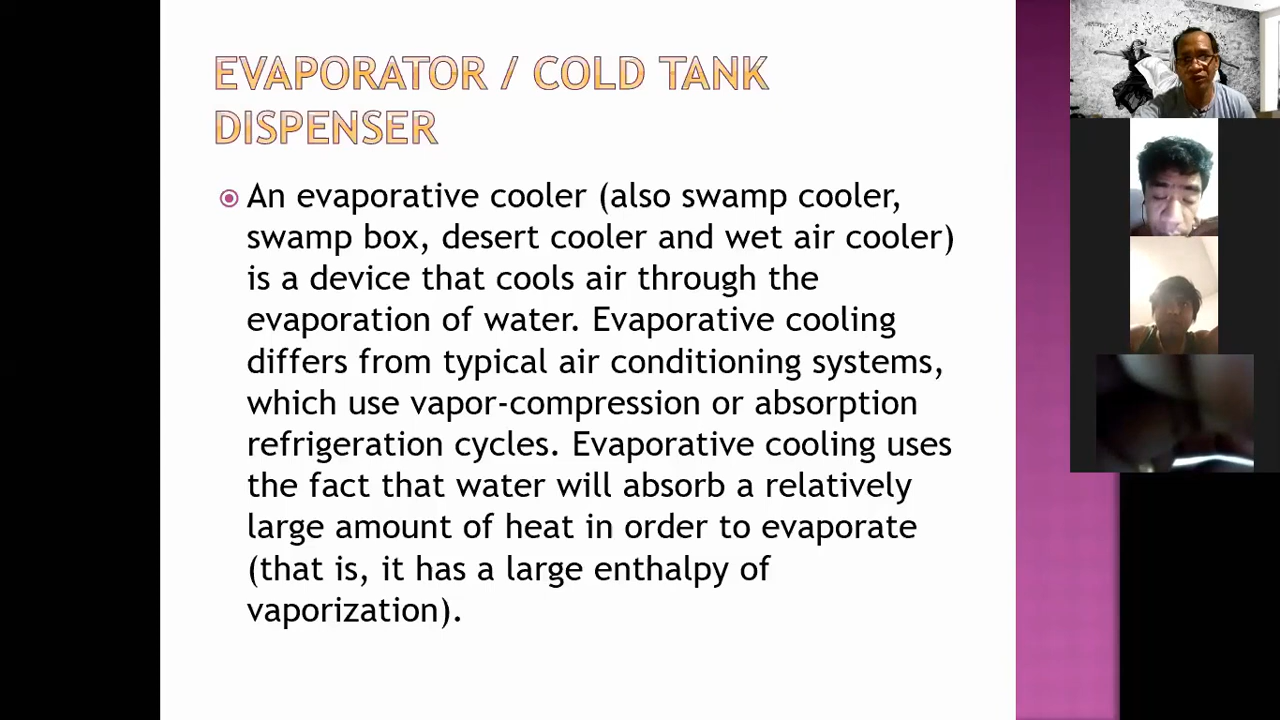 EVAPORATOR / COLD TANK
DISPENSER
An evaporative cooler (also swamp cooler,
swamp box, desert cooler and wet air cooler)
is a device that cools air through the
evaporation of water. Evaporative cooling
differs from typical air conditioning systems,
which use vapor-compression or absorption
refrigeration cycles. Evaporative cooling uses
the fact that water will absorb a relatively
large amount of heat in order to evaporate
(that is, it has a large enthalpy of
vaporization).